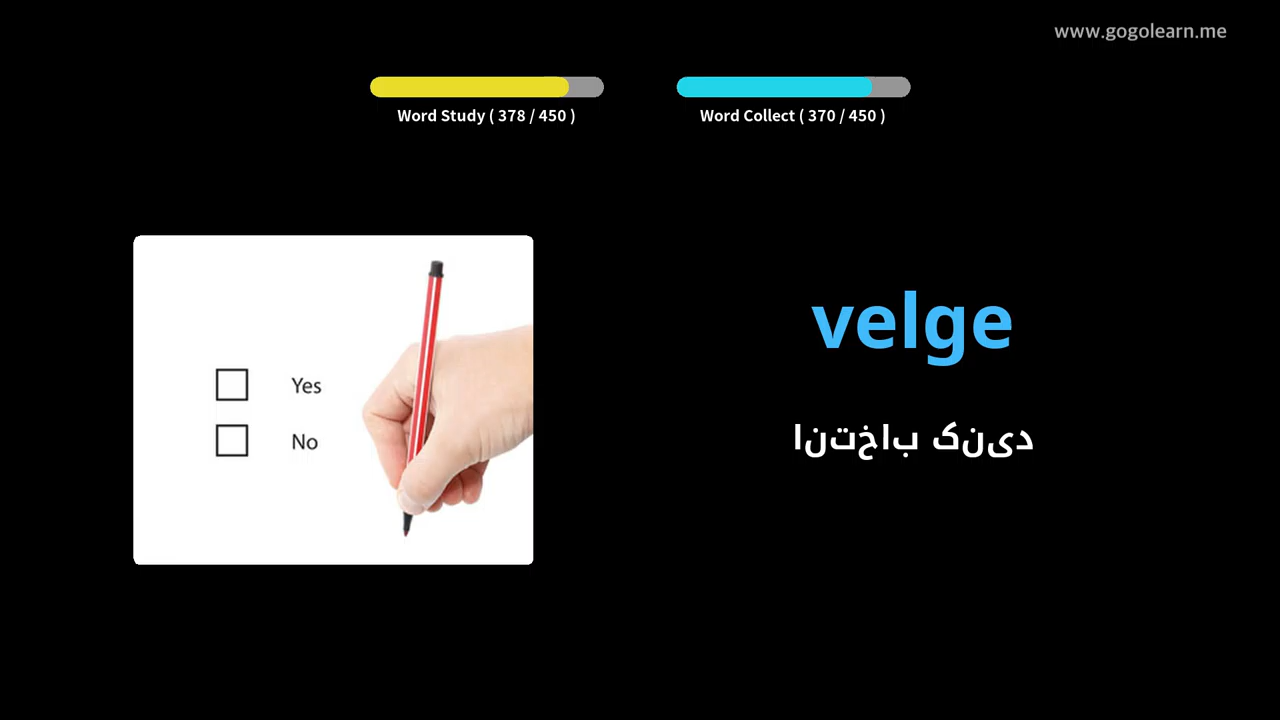 www.gogolearn.me
Word Study ( 378 / 450 )
Word Collect ( 370 / 450 )
Yes
No
velge
انتخاب کنید